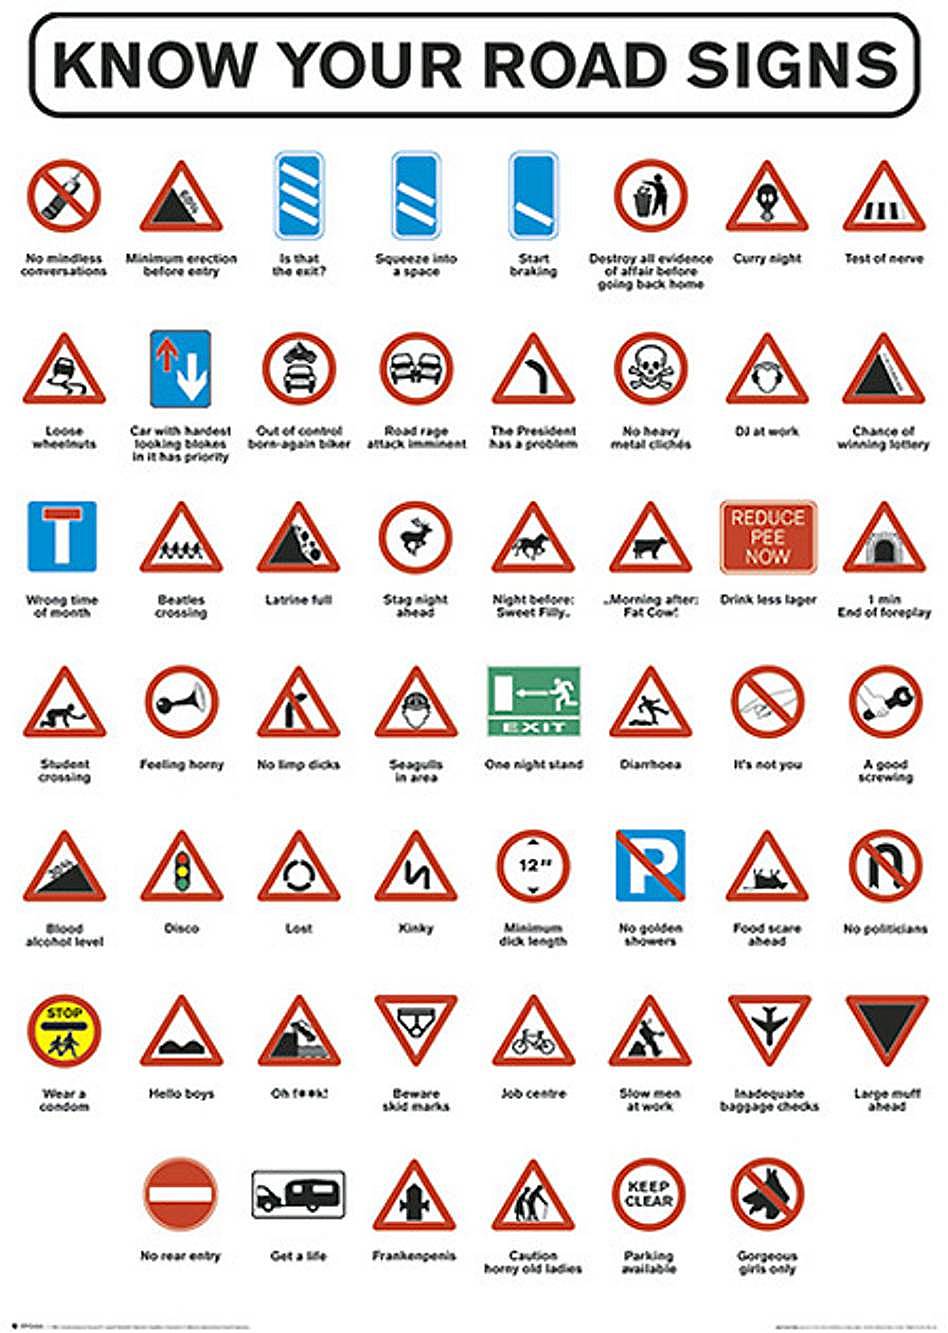 KNOW YOUR ROAD SIGNS
60%
No mindless
conversations
Minimum erection
before entry
Is that
the exit?
Squeeze into
a space
Start
braking
Destroy all evidence
of affair before
going back home
Curry night
Test of nerve
Loose
wheelnuts
Car with hardest
looking blokes
in it has priority
Out of control
born-again biker
Road rage
attack imminent
The President
has a problem
No heavy
metal clichés
DJ at work
Chance of
winning lottery
REDUCE
PEE
NOW
Wrong time
of month
Beatles
crossing
Latrine full
Stag night
ahead
Night before:
Sweet Filly..
..Morning after:
Fat Cow!
Drink less lager
1 min
End of foreplay
EXIT
Student
crossing
Feeling horny
No limp dicks
Seagulls
in area
One night stand
Diarrhoea
It's not you
A good
screwing
30%
12"
P
Blood
alcohol level
Disco
Lost
Kinky
Minimum
dick length
No golden
showers
Food scare
ahead
No politicians
STOP
Wear a
condom
Hello boys
Oh f**k!
Beware
skid marks
Job centre
Slow men
at work
Inadequate
baggage checks
Large muff
ahead
KEEP
CLEAR
No rear entry
Get a life
Frankenpenis
Caution
horny old ladies
Parking
available
Gorgeous
girls only